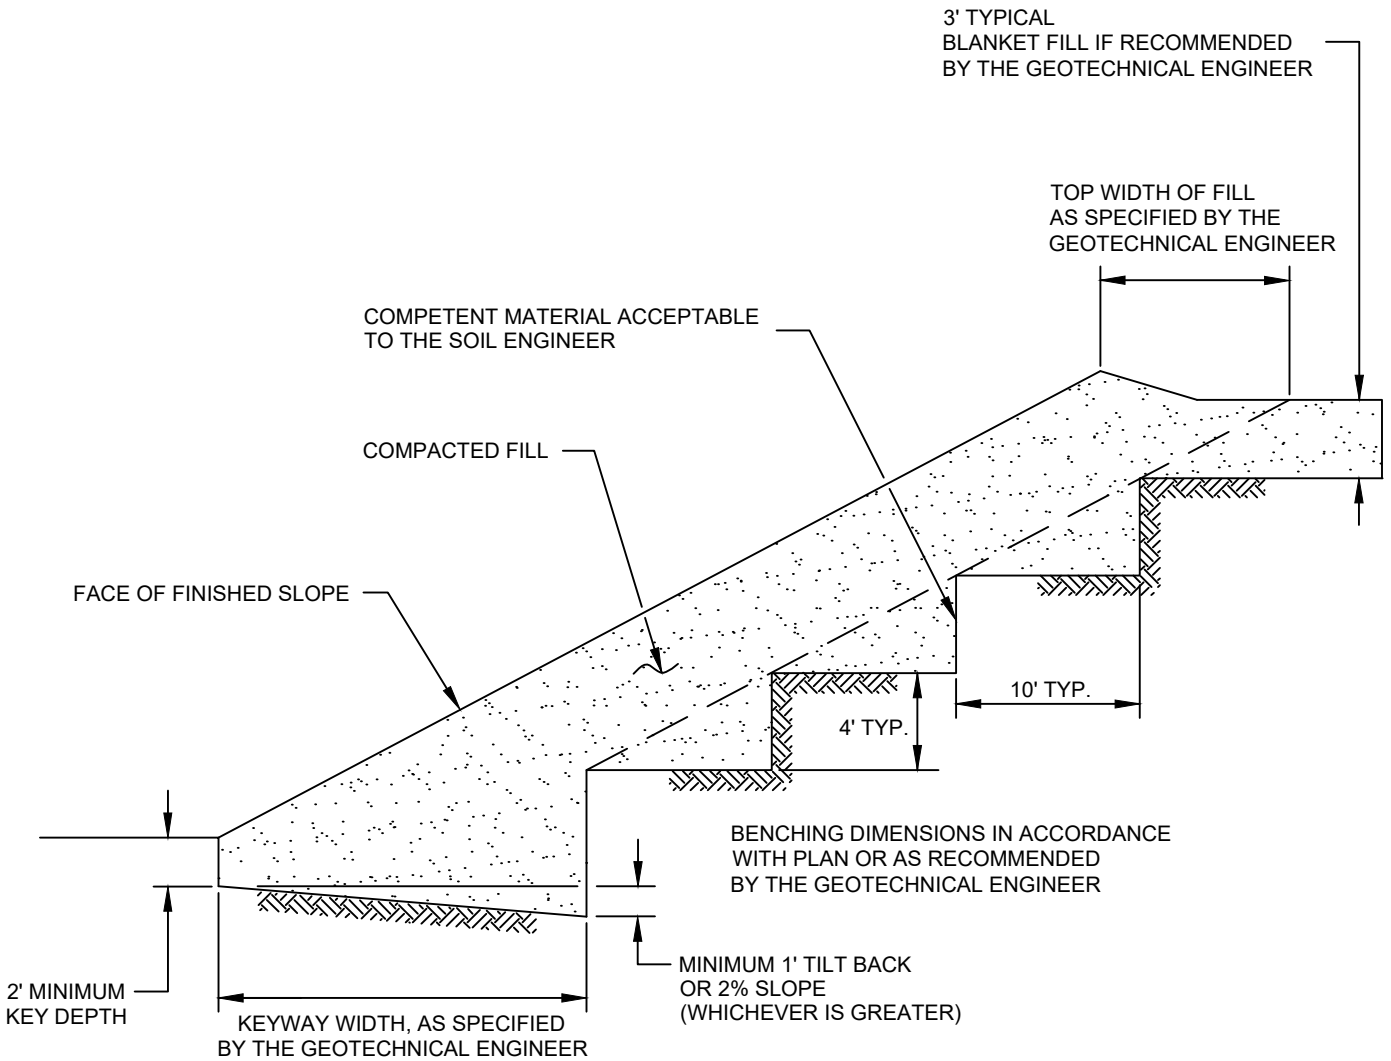 3' TYPICAL
BLANKET FILL IF RECOMMENDED
BY THE GEOTECHNICAL ENGINEER
TOP WIDTH OF FILL
AS SPECIFIED BY THE
GEOTECHNICAL ENGINEER
COMPETENT MATERIAL ACCEPTABLE
TO THE SOIL ENGINEER
COMPACTED FILL
FACE OF FINISHED SLOPE
10' TYP.
4' TYP.
BENCHING DIMENSIONS IN ACCORDANCE
WITH PLAN OR AS RECOMMENDED
BY THE GEOTECHNICAL ENGINEER
MINIMUM 1' TILT BACK
OR 2% SLOPE
(WHICHEVER IS GREATER)
2' MINIMUM
KEY DEPTH
KEYWAY WIDTH, AS SPECIFIED
BY THE GEOTECHNICAL ENGINEER